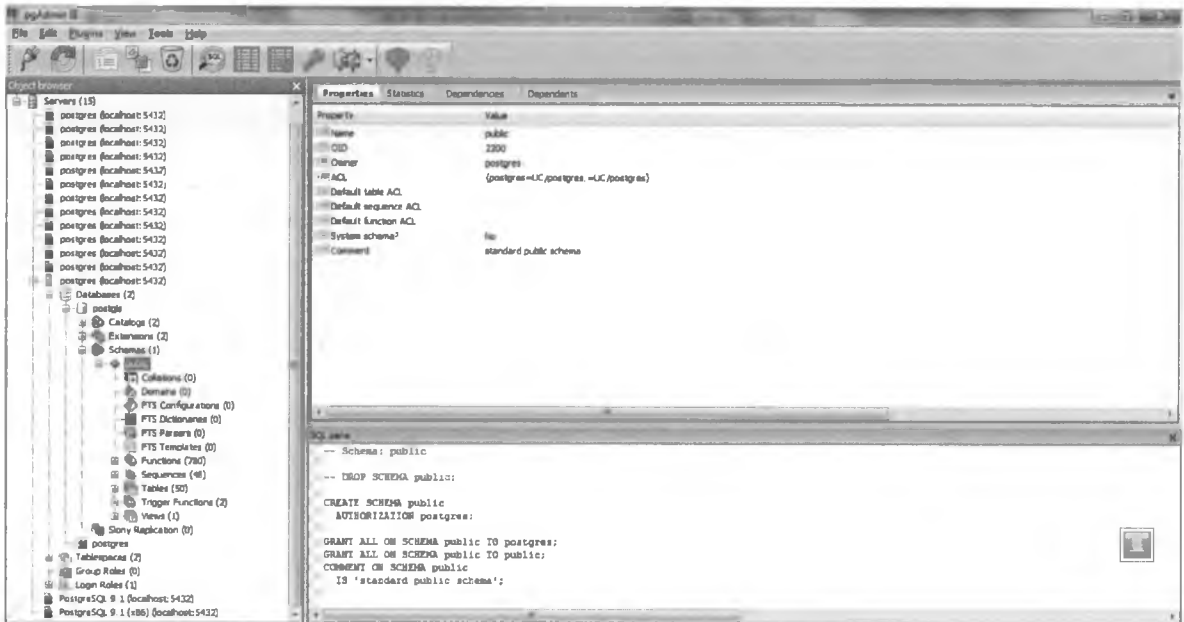 pgAdmin III
File Edit Plugins View Tools Help
SQL
Object browser
Servers (15)
postgres (localhost:5432)
postgres (localhost:5432)
postgres (localhost:5432)
postgres (localhost:5432)
postgres (localhost:5432)
postgres (localhost:5432)
postgres (localhost:5432)
postgres (localhost:5432)
postgres (localhost:5432)
postgres (localhost:5432)
postgres (localhost:5432)
postgres (localhost:5432)
postgres (localhost:5432)
Databases (2)
postgis
Catalogs (2)
Extensions (2)
Schemas (1)
Collations (0)
Domains (0)
FTS Configurations (0)
FTS Dictionaries (0)
FTS Parsers (0)
FTS Templates (0)
Functions (780)
Sequences (48)
Tables (50)
Trigger Functions (2)
Views (1)
Slony Replication (0)
postgres
Tablespaces (2)
Group Roles (0)
Login Roles (1)
PostgreSQL 9.1 (localhost:5432)
PostgreSQL 9.1 (x86) (localhost:5432)
Properties Statistics Dependencies Dependents
Property Value
Name public
OID 2200
Owner postgres
ACL {postgres=UC/postgres, =UC/postgres}
Default table ACL
Default sequence ACL
Default function ACL
System schema? No
Comment standard public schema
SQL pane
-- Schema: public
-- DROP SCHEMA public;
CREATE SCHEMA public
AUTHORIZATION postgres;
GRANT ALL ON SCHEMA public TO postgres;
GRANT ALL ON SCHEMA public TO public;
COMMENT ON SCHEMA public
IS 'standard public schema';